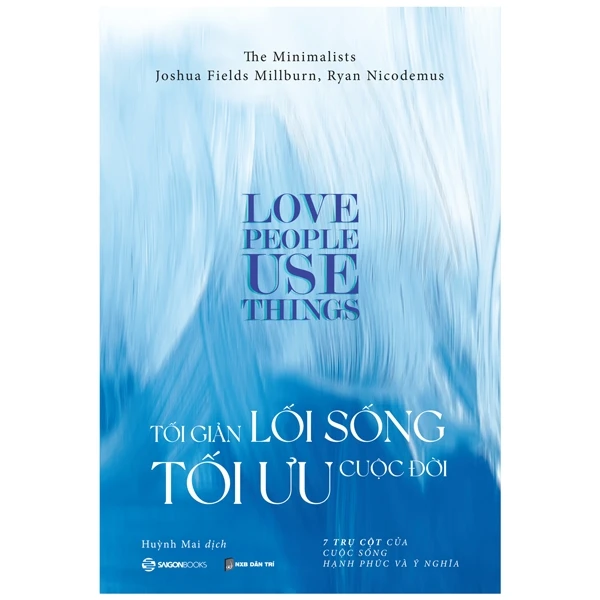 The Minimalists
Joshua Fields Millburn, Ryan Nicodemus
LOVE
PEOPLE
USE
THINGS
TỐI GIẢN LỐI SỐNG
TỐI ƯU CUỘC ĐỜI
Huỳnh Mai dịch
SAIGONBOOKS
NXB DÂN TRÍ
7 TRỤ CỘT CỦA
CUỘC SỐNG
HẠNH PHÚC VÀ Ý NGHĨA